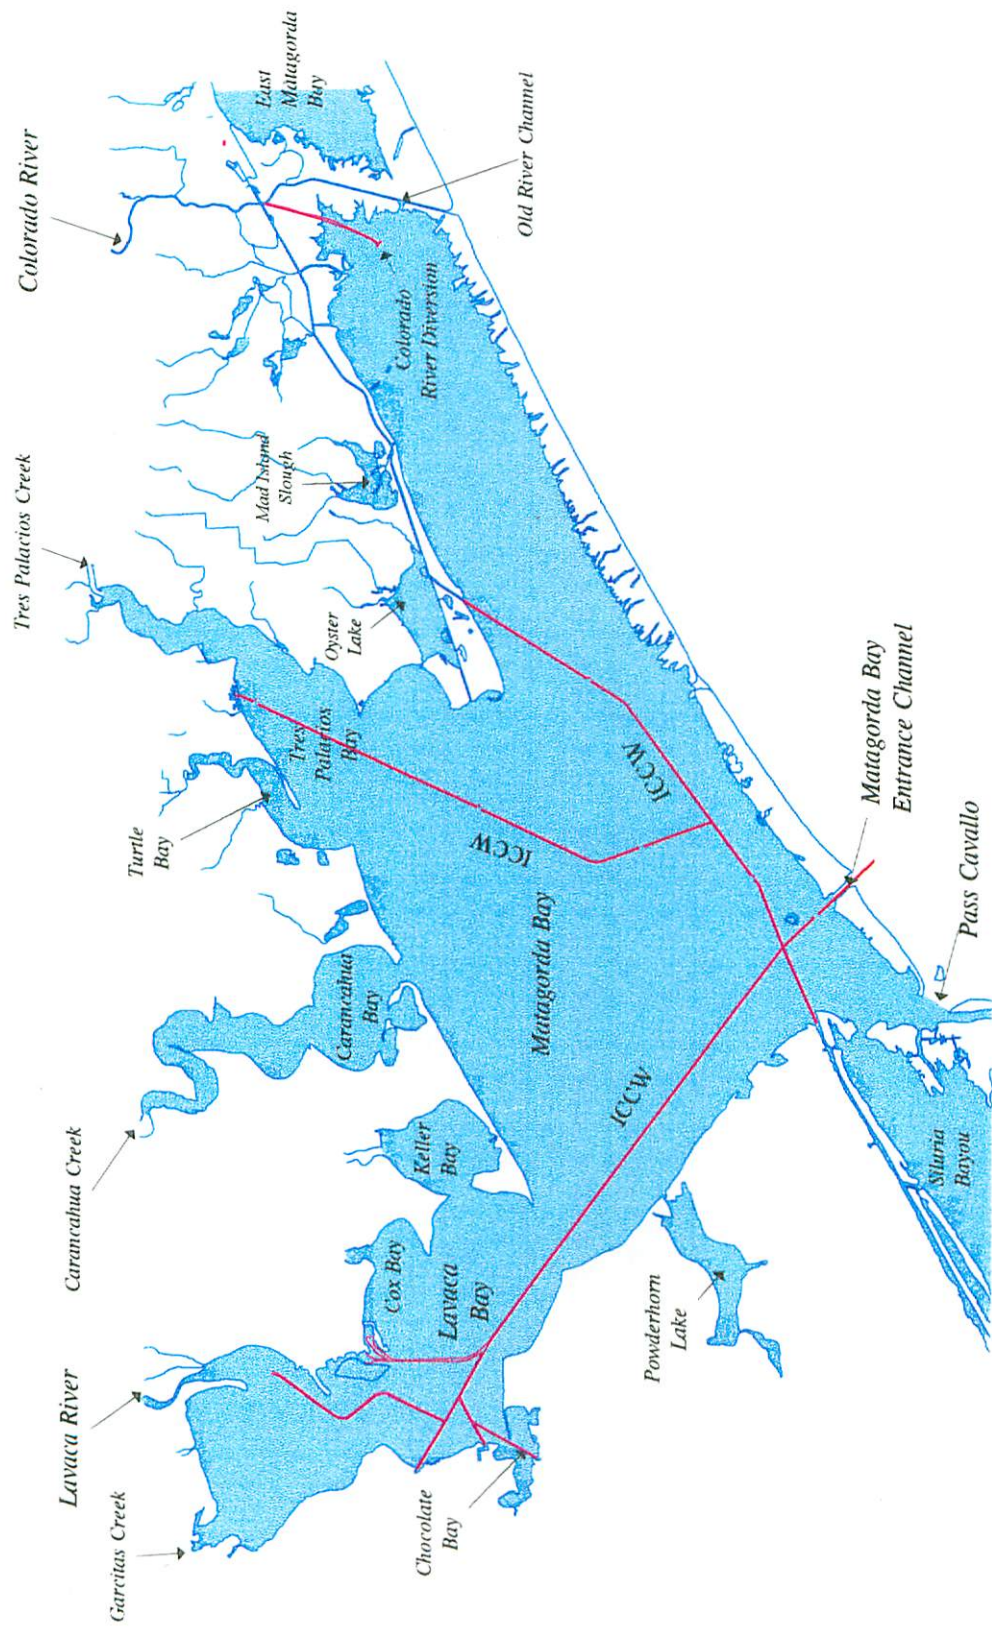 Garcitas Creek
Lavaca River
Carancahua Creek
Tres Palacios Creek
Colorado River
East
Matagorda
Bay
Old River Channel
Colorado
River Diversion
Mad Island
Slough
Oyster
Lake
Tres
Palacios
Bay
Turtle
Bay
Carancahua
Bay
Keller
Bay
Cox Bay
Lavaca
Bay
Chocolate
Bay
Powderhorn
Lake
Matagorda Bay
ICCW
ICCW
ICCW
Matagorda Bay
Entrance Channel
Pass Cavallo
Siluria
Bayou